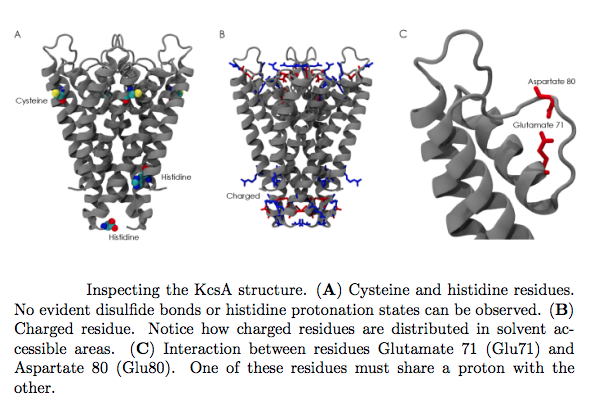 A
B
C
Aspartate 80
Cysteine
Glutamate 71
Histidine
Charged
Histidine
Inspecting the KcsA structure. (A) Cysteine and histidine residues.
No evident disulfide bonds or histidine protonation states can be observed. (B)
Charged residue. Notice how charged residues are distributed in solvent ac-
cessible areas. (C) Interaction between residues Glutamate 71 (Glu71) and
Aspartate 80 (Glu80). One of these residues must share a proton with the
other.